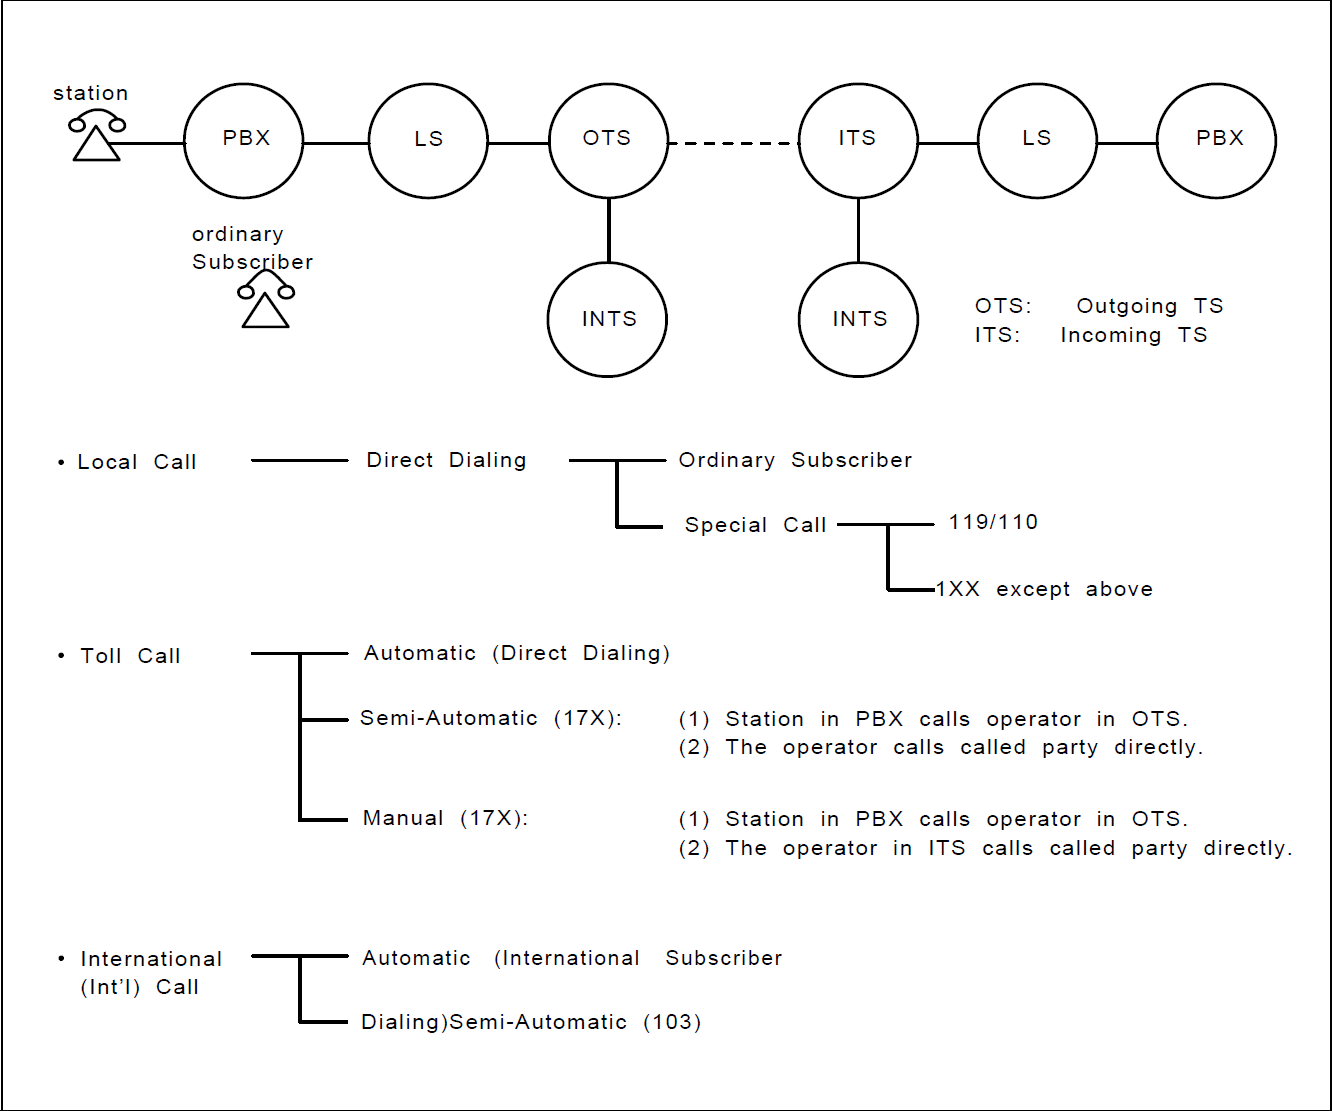 station
PBX LS OTS ITS LS PBX
ordinary
Subscriber
INTS INTS
OTS: Outgoing TS
ITS: Incoming TS
• Local Call Direct Dialing Ordinary Subscriber
Special Call 119/110
1XX except above
• Toll Call Automatic (Direct Dialing)
Semi-Automatic (17X): (1) Station in PBX calls operator in OTS.
(2) The operator calls called party directly.
Manual (17X): (1) Station in PBX calls operator in OTS.
(2) The operator in ITS calls called party directly.
• International Automatic (International Subscriber
(Int'l) Call
Dialing)Semi-Automatic (103)